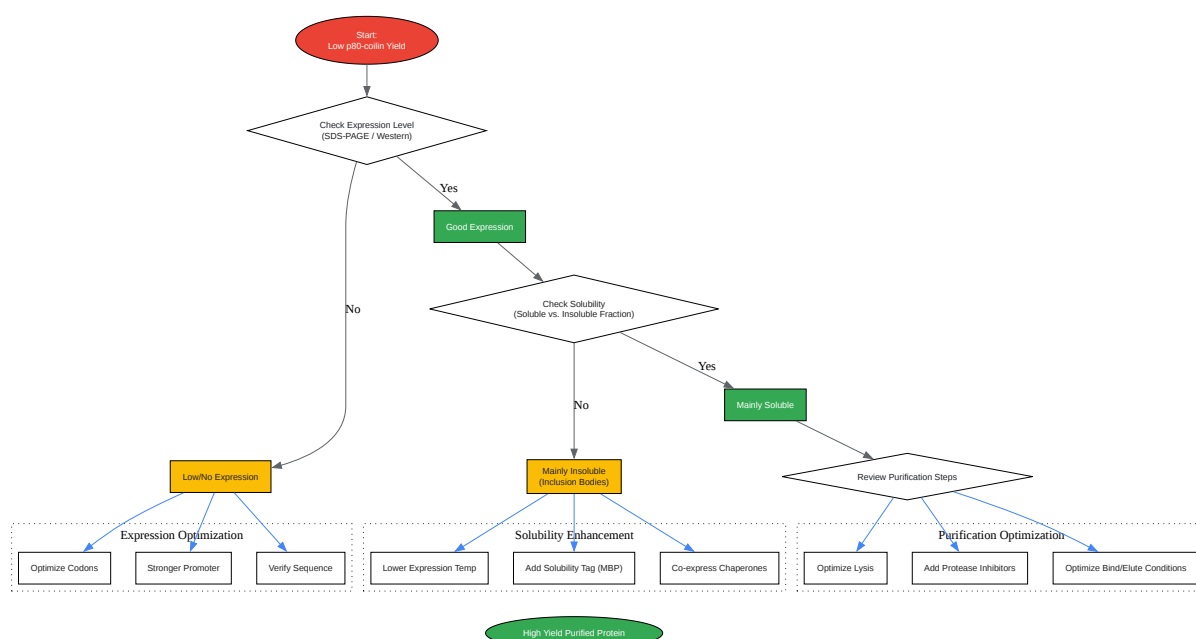 Start:
Low p80-coilin Yield
Check Expression Level
(SDS-PAGE / Western)
Yes
Good Expression
Check Solubility
(Soluble vs. Insoluble Fraction)
No
Yes
No
Mainly Soluble
Low/No Expression
Mainly Insoluble
(Inclusion Bodies)
Review Purification Steps
Expression Optimization
Solubility Enhancement
Purification Optimization
Optimize Codons
Stronger Promoter
Verify Sequence
Lower Expression Temp
Add Solubility Tag (MBP)
Co-express Chaperones
Optimize Lysis
Add Protease Inhibitors
Optimize Bind/Elute Conditions
High Yield Purified Protein